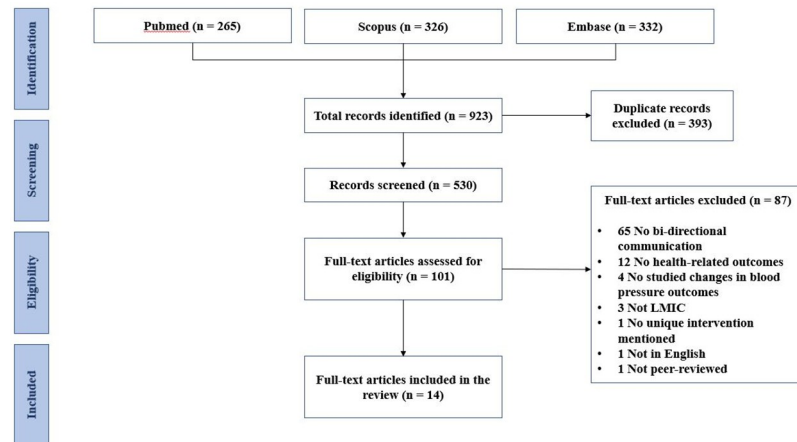 Identification
Pubmed (n = 265)
Scopus (n = 326)
Embase (n = 332)
Total records identified (n = 923)
Duplicate records
excluded (n = 393)
Screening
Records screened (n = 530)
Eligibility
Full-text articles assessed for
eligibility (n = 101)
Full-text articles excluded (n = 87)
• 65 No bi-directional
communication
• 12 No health-related outcomes
• 4 No studied changes in blood
pressure outcomes
• 3 Not LMIC
• 1 No unique intervention
mentioned
• 1 Not in English
• 1 Not peer-reviewed
Included
Full-text articles included in the
review (n = 14)